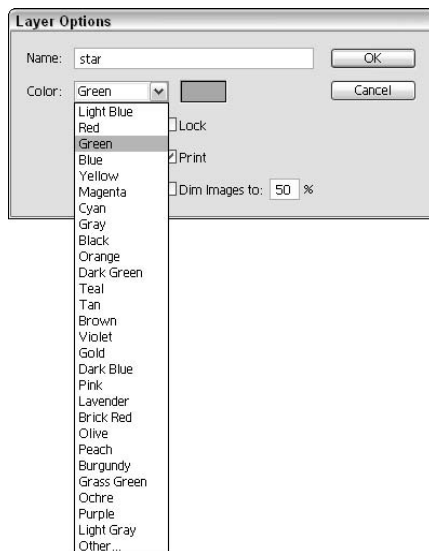 Layer Options
Name: star OK
Color: Green Cancel
Light Blue
Red Lock
Green
Blue Print
Yellow
Magenta Dim Images to: 50 %
Cyan
Gray
Black
Orange
Dark Green
Teal
Tan
Brown
Violet
Gold
Dark Blue
Pink
Lavender
Brick Red
Olive
Peach
Burgundy
Grass Green
Ochre
Purple
Light Gray
Other...